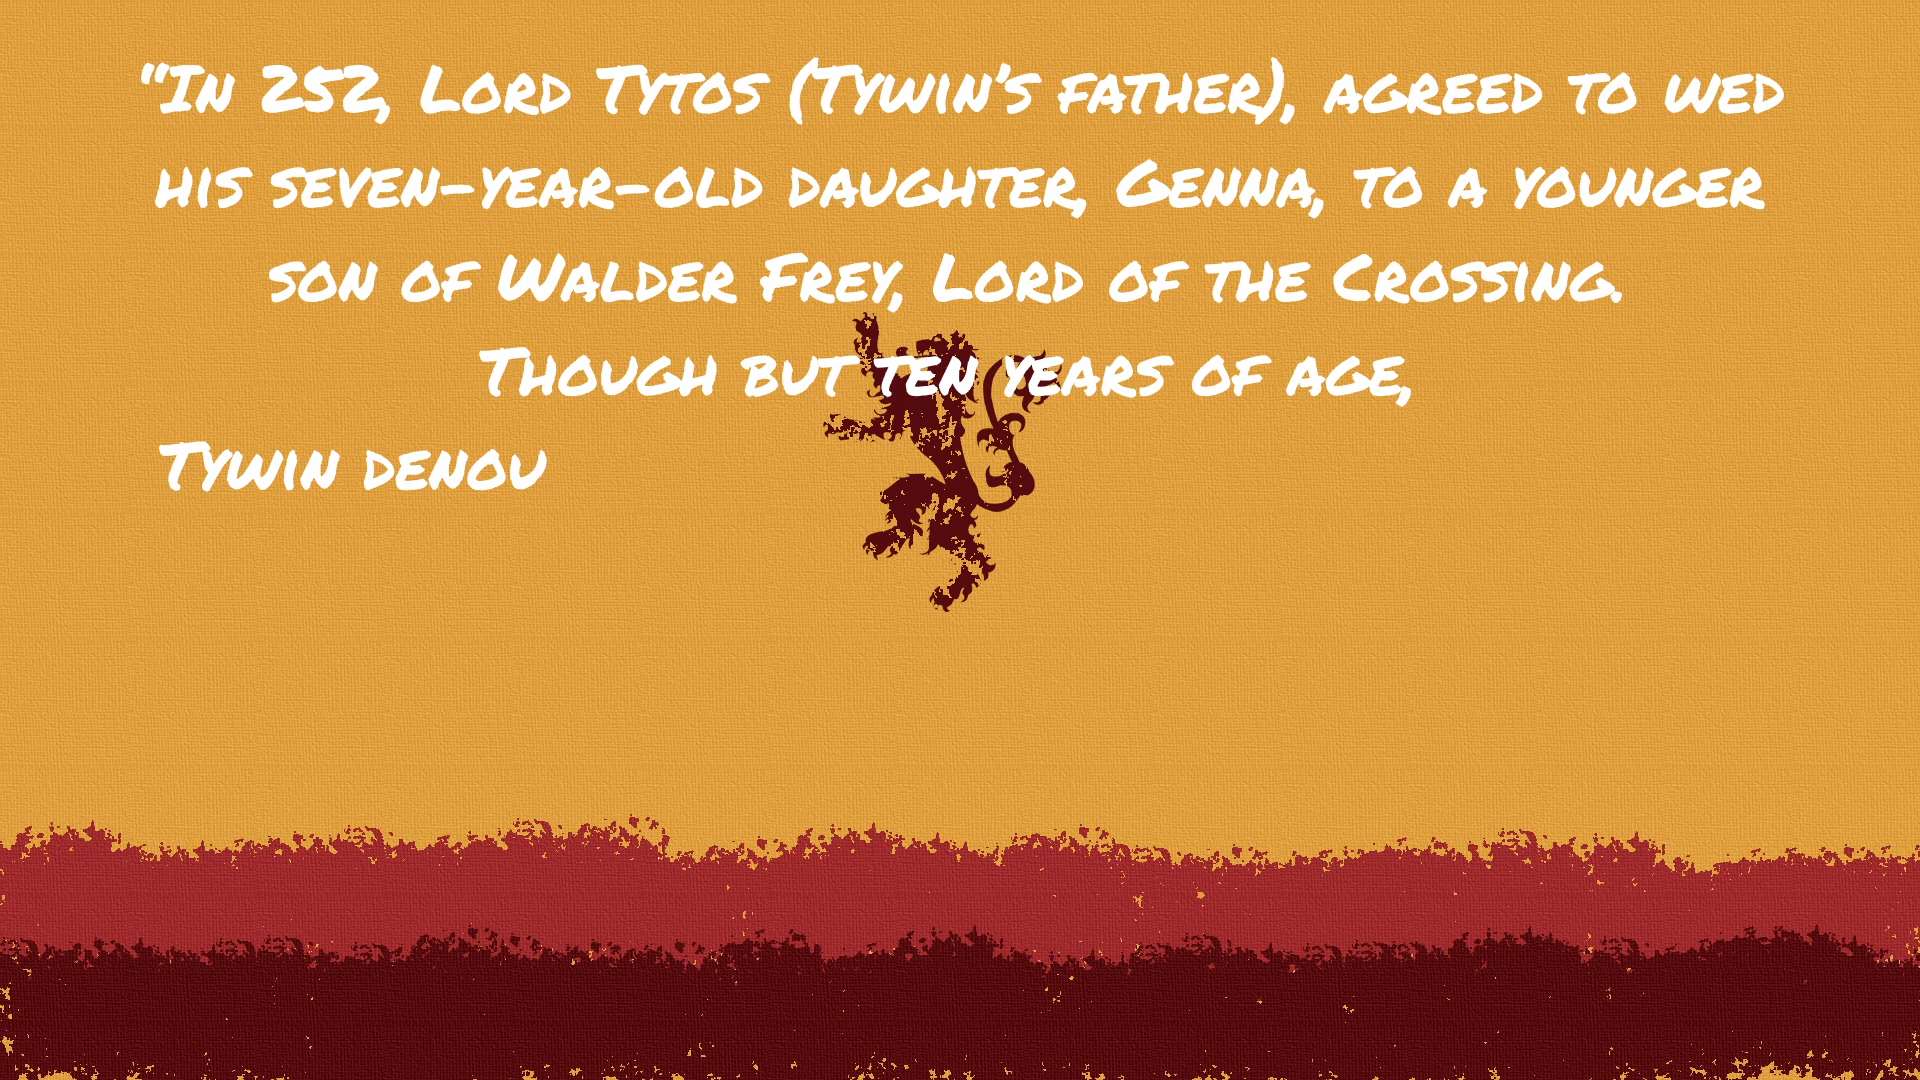 “In 252, Lord Tytos (Tywin’s father), agreed to wed
his seven-year-old daughter, Genna, to a younger
son of Walder Frey, Lord of the Crossing.
Though but ten years of age,
Tywin denou